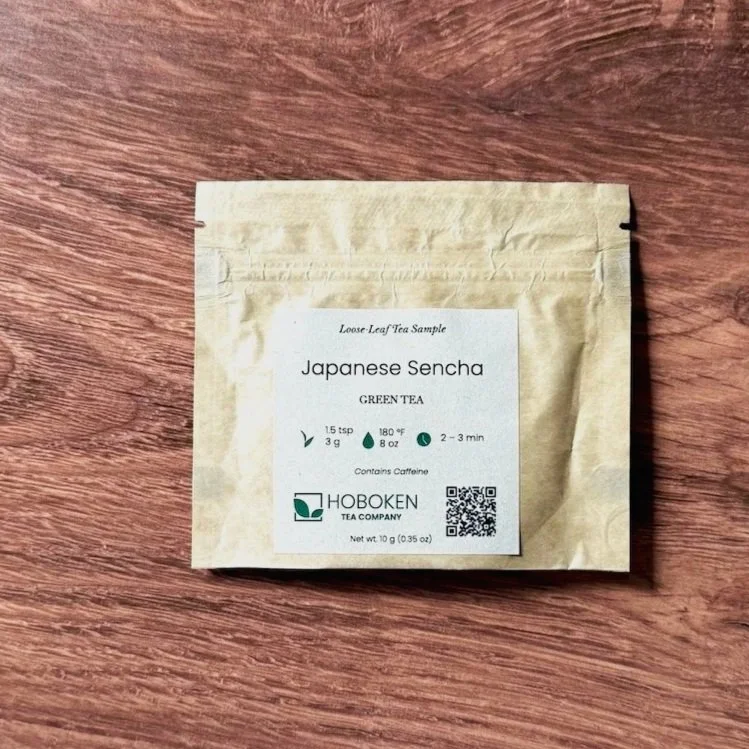 Loose-Leaf Tea Sample
Japanese Sencha
GREEN TEA
1.5 tsp
3 g
180 °F
8 oz
2 - 3 min
Contains Caffeine
HOBOKEN
TEA COMPANY
Net wt. 10 g (0.35 oz)